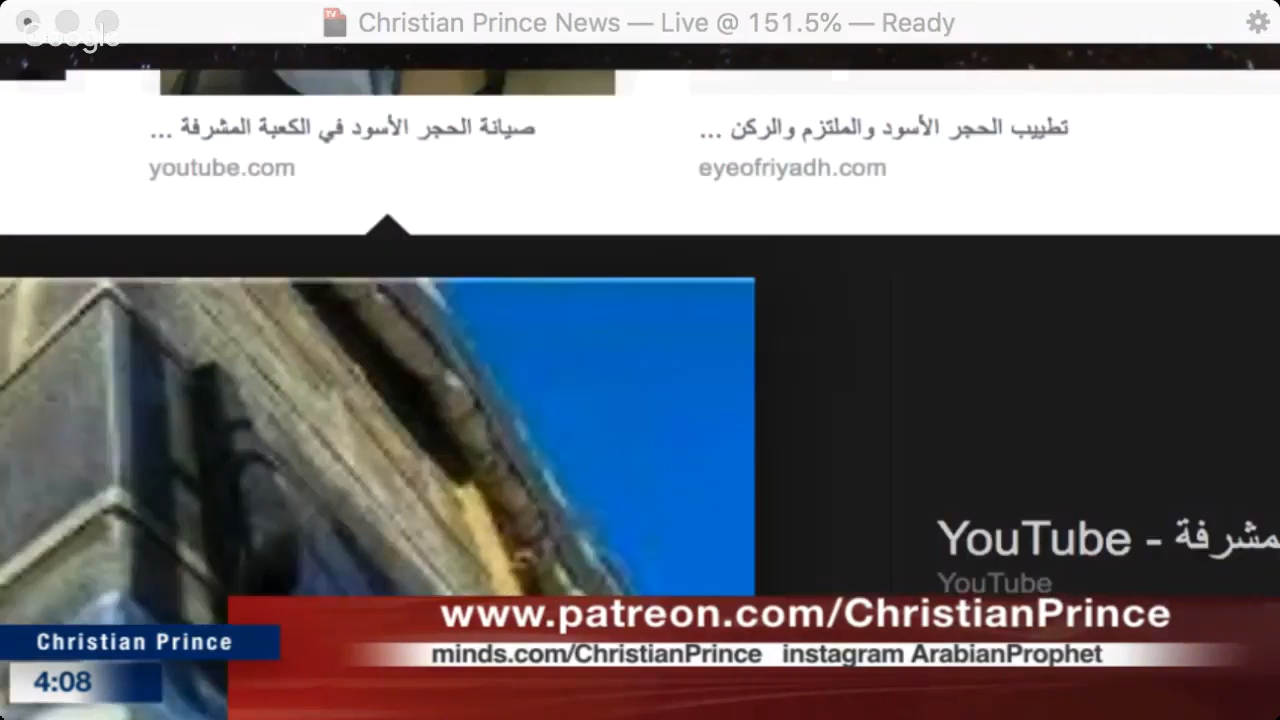 Christian Prince News — Live @ 151.5% — Ready
Google
صيانة الحجر الأسود في الكعبة المشرفة ...
youtube.com
تطييب الحجر الأسود والملتزم والركن ...
eyeofriyadh.com
YouTube - مشرفة
YouTube
www.patreon.com/ChristianPrince
Christian Prince
minds.com/ChristianPrince instagram ArabianProphet
4:08